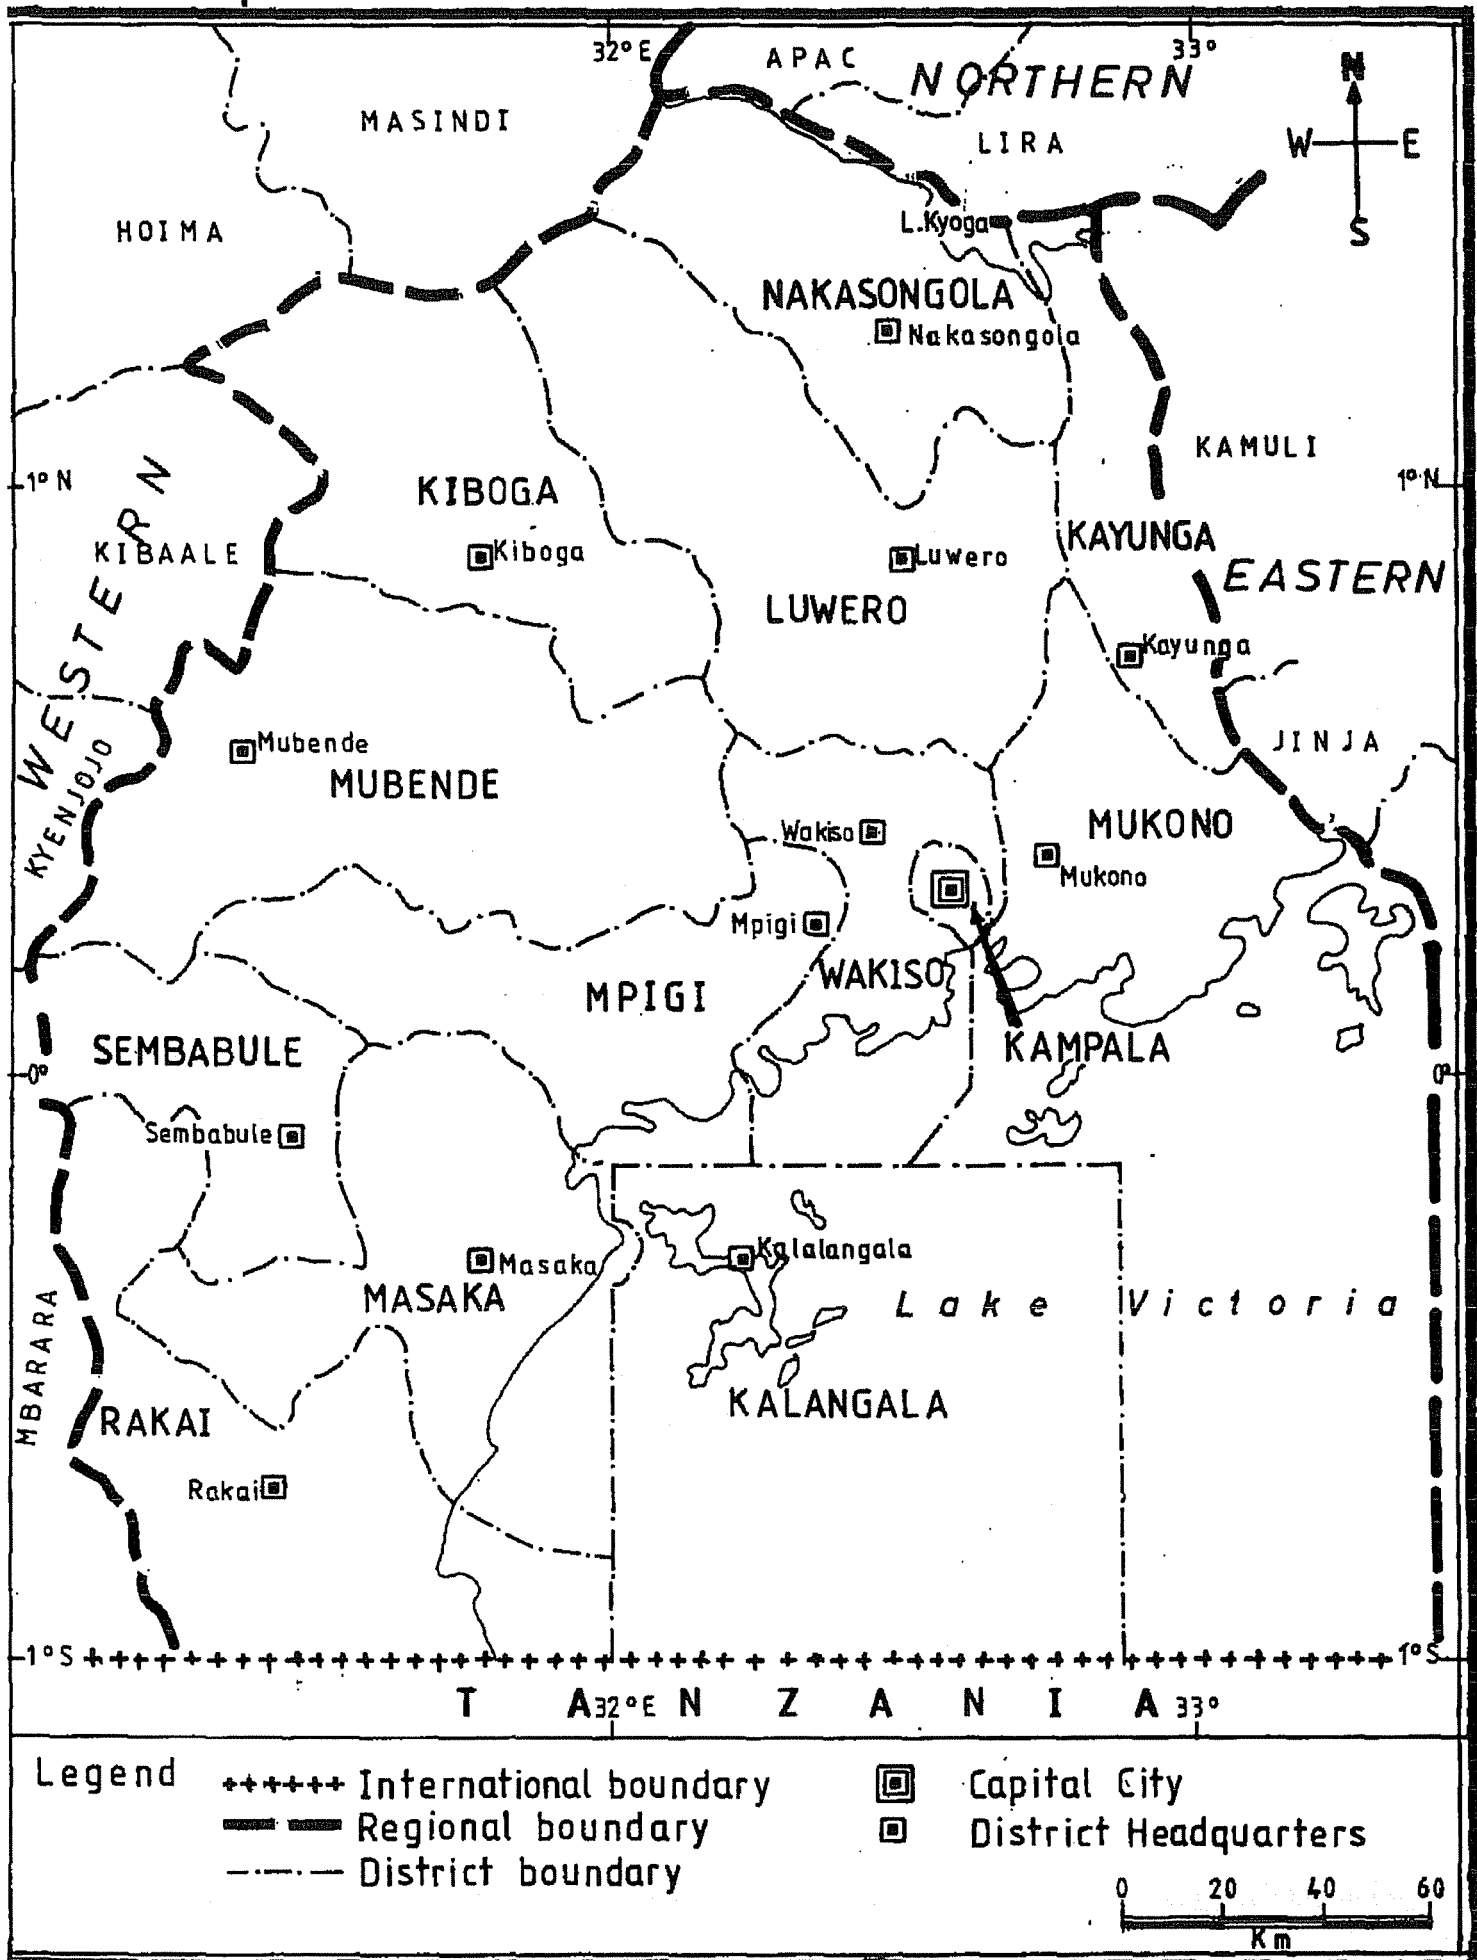 32°E
33°
APAC
NORTHERN
N
MASINDI
LIRA
W
E
HOIMA
L.Kyoga
S
NAKASONGOLA
Nakasongola
KAMULI
1°N
1°N
KIBOGA
KAYUNGA
KIBAALE
Kiboga
Luwero
EASTERN
WESTERN
LUWERO
Kayunga
Mubende
JINJA
KYENJOJO
MUBENDE
MUKONO
Wakiso
Mukono
Mpigi
WAKISO
MPIGI
SEMBABULE
KAMPALA
0°
0°
Sembabule
Kalalangala
Masaka
MASAKA
Lake Victoria
MBARARA
KALANGALA
RAKAI
Rakai
1°S
1°S
TANZANIA
32°E
33°
Legend
International boundary
Capital City
Regional boundary
District Headquarters
District boundary
0 20 40 60
Km